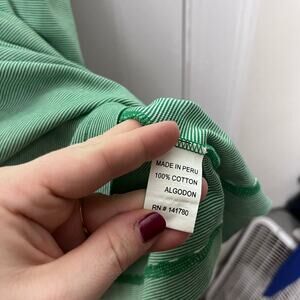 MADE IN PERU
100% COTTON
ALGODON
RN # 141780